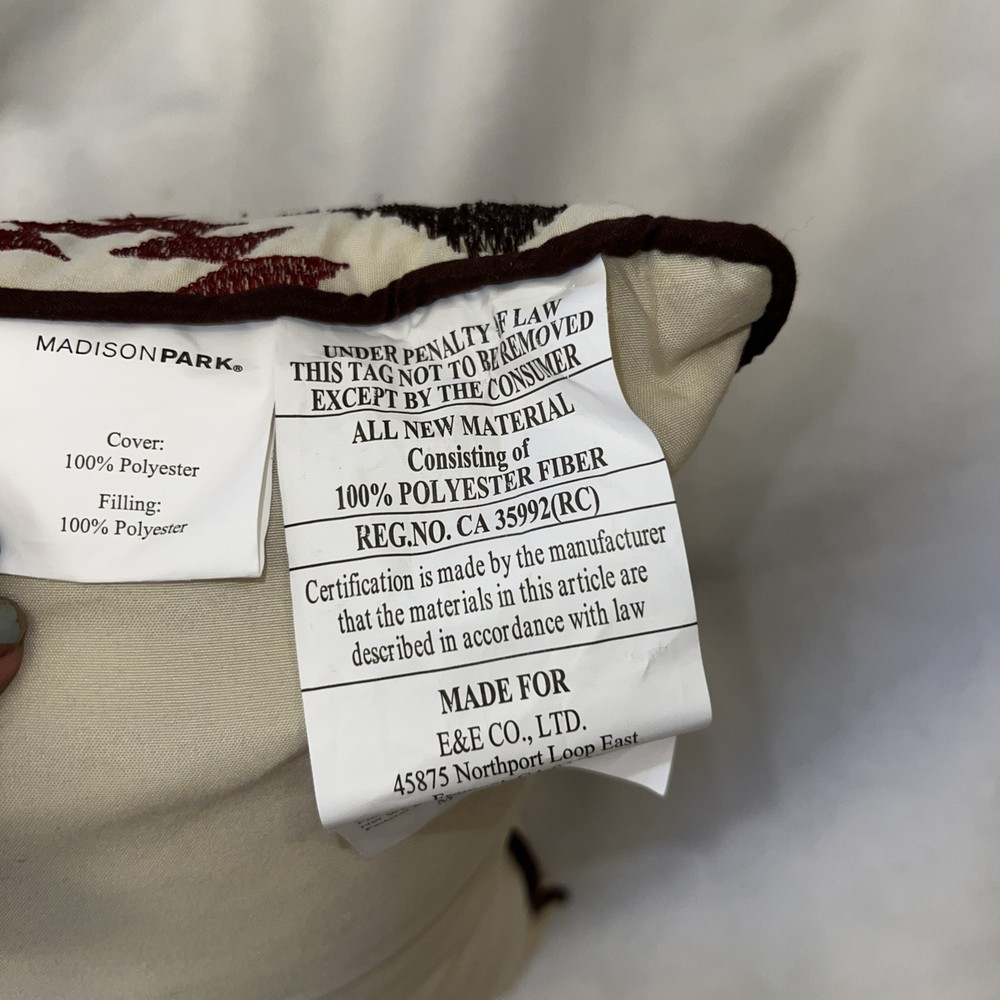 MADISONPARK®
Cover:
100% Polyester
Filling:
100% Polyester
UNDER PENALTY OF LAW
THIS TAG NOT TO BE REMOVED
EXCEPT BY THE CONSUMER
ALL NEW MATERIAL
Consisting of
100% POLYESTER FIBER
REG.NO. CA 35992(RC)
Certification is made by the manufacturer
that the materials in this article are
described in accordance with law
MADE FOR
E&E CO., LTD.
45875 Northport Loop East